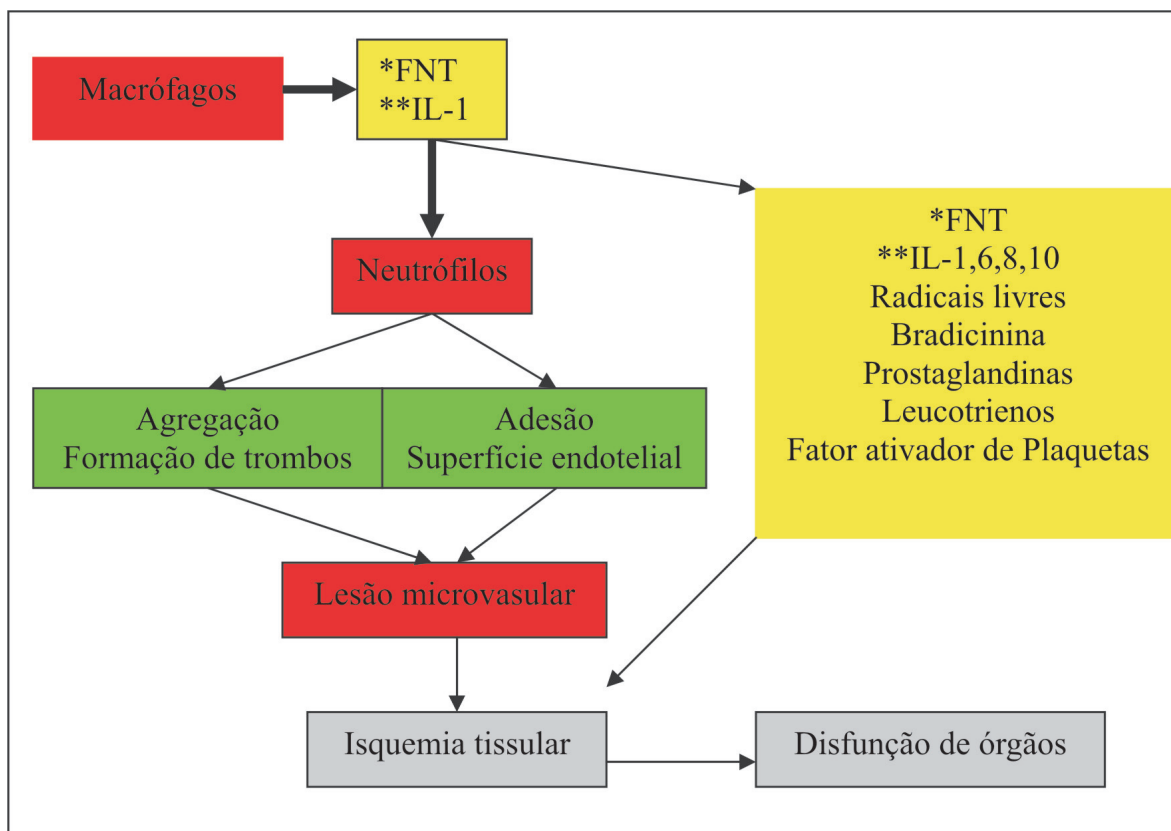 Macrófagos
*FNT
**IL-1
Neutrófilos
*FNT
**IL-1,6,8,10
Radicais livres
Bradicinina
Prostaglandinas
Leucotrienos
Fator ativador de Plaquetas
Agregação
Formação de trombos
Adesão
Superfície endotelial
Lesão microvasular
Isquemia tissular
Disfunção de órgãos